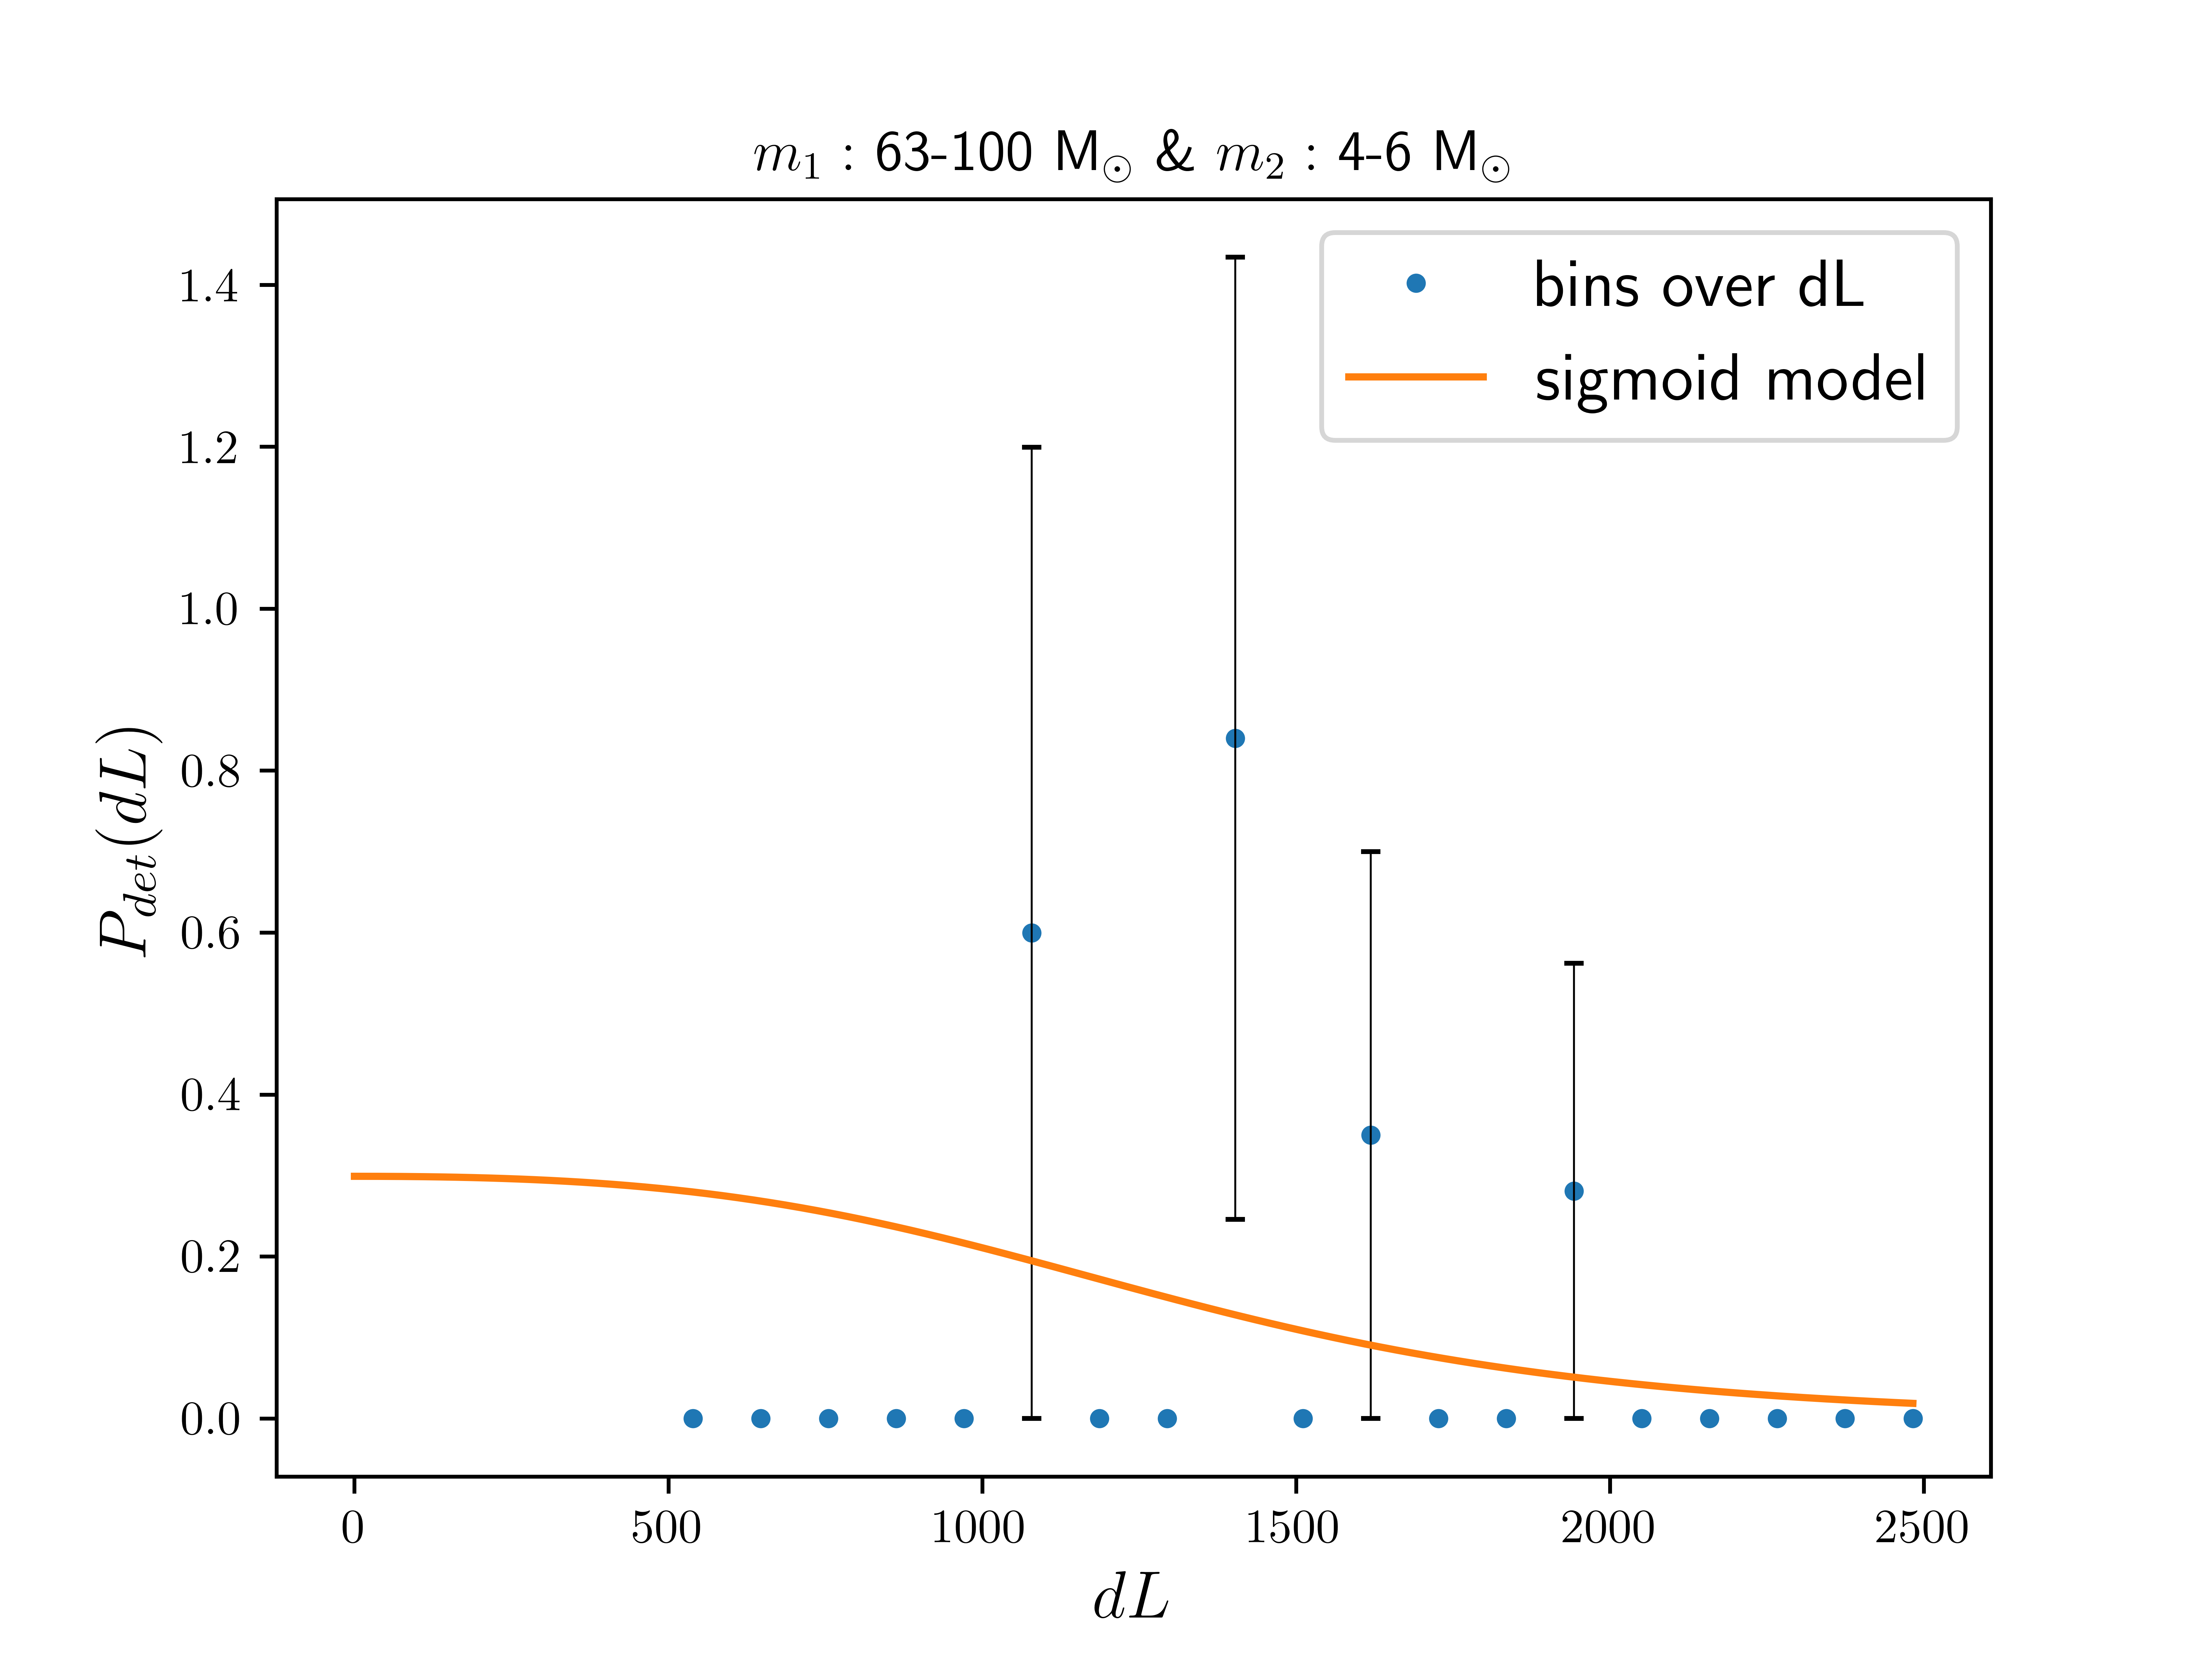 m₁ : 63-100 M⊙ & m₂ : 4-6 M⊙
bins over dL
sigmoid model
1.4
1.2
1.0
0.8
0.6
0.4
0.2
0.0
P_det(dL)
0 500 1000 1500 2000 2500
dL